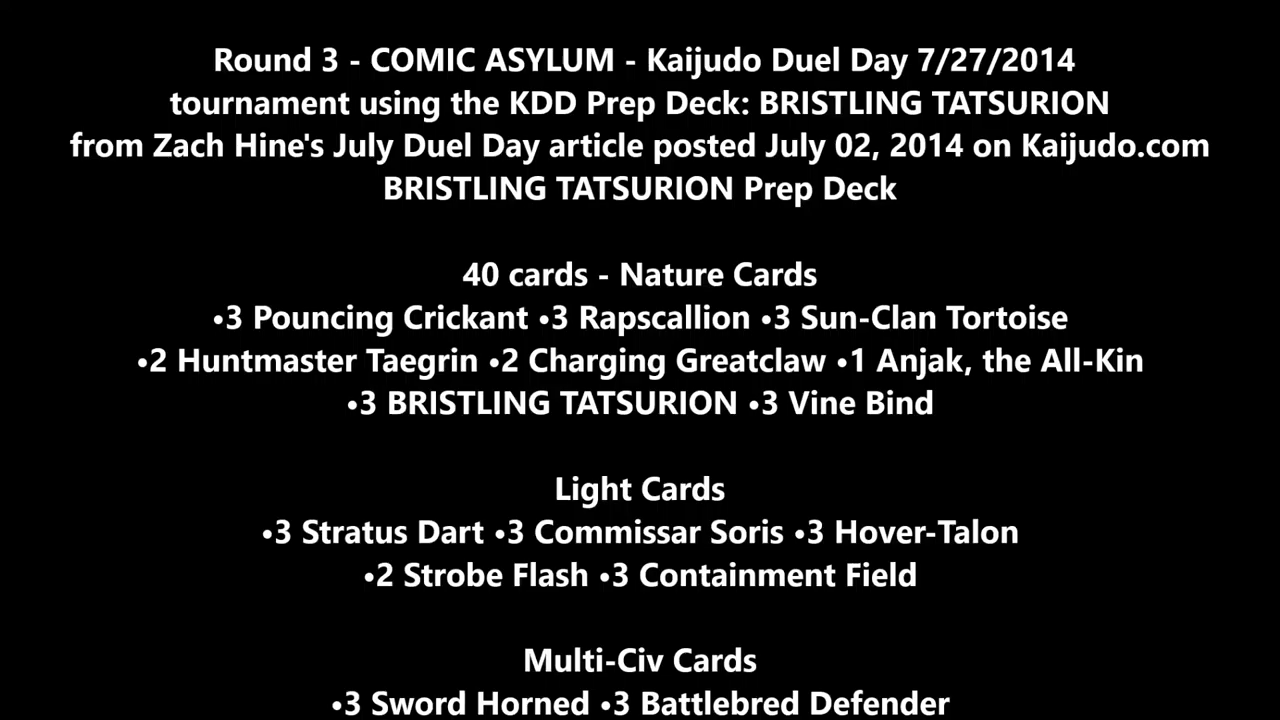 Round 3 - COMIC ASYLUM - Kaijudo Duel Day 7/27/2014
tournament using the KDD Prep Deck: BRISTLING TATSURION
from Zach Hine's July Duel Day article posted July 02, 2014 on Kaijudo.com
BRISTLING TATSURION Prep Deck
40 cards - Nature Cards
•3 Pouncing Crickant •3 Rapscallion •3 Sun-Clan Tortoise
•2 Huntmaster Taegrin •2 Charging Greatclaw •1 Anjak, the All-Kin
•3 BRISTLING TATSURION •3 Vine Bind
Light Cards
•3 Stratus Dart •3 Commissar Soris •3 Hover-Talon
•2 Strobe Flash •3 Containment Field
Multi-Civ Cards
•3 Sword Horned •3 Battlebred Defender